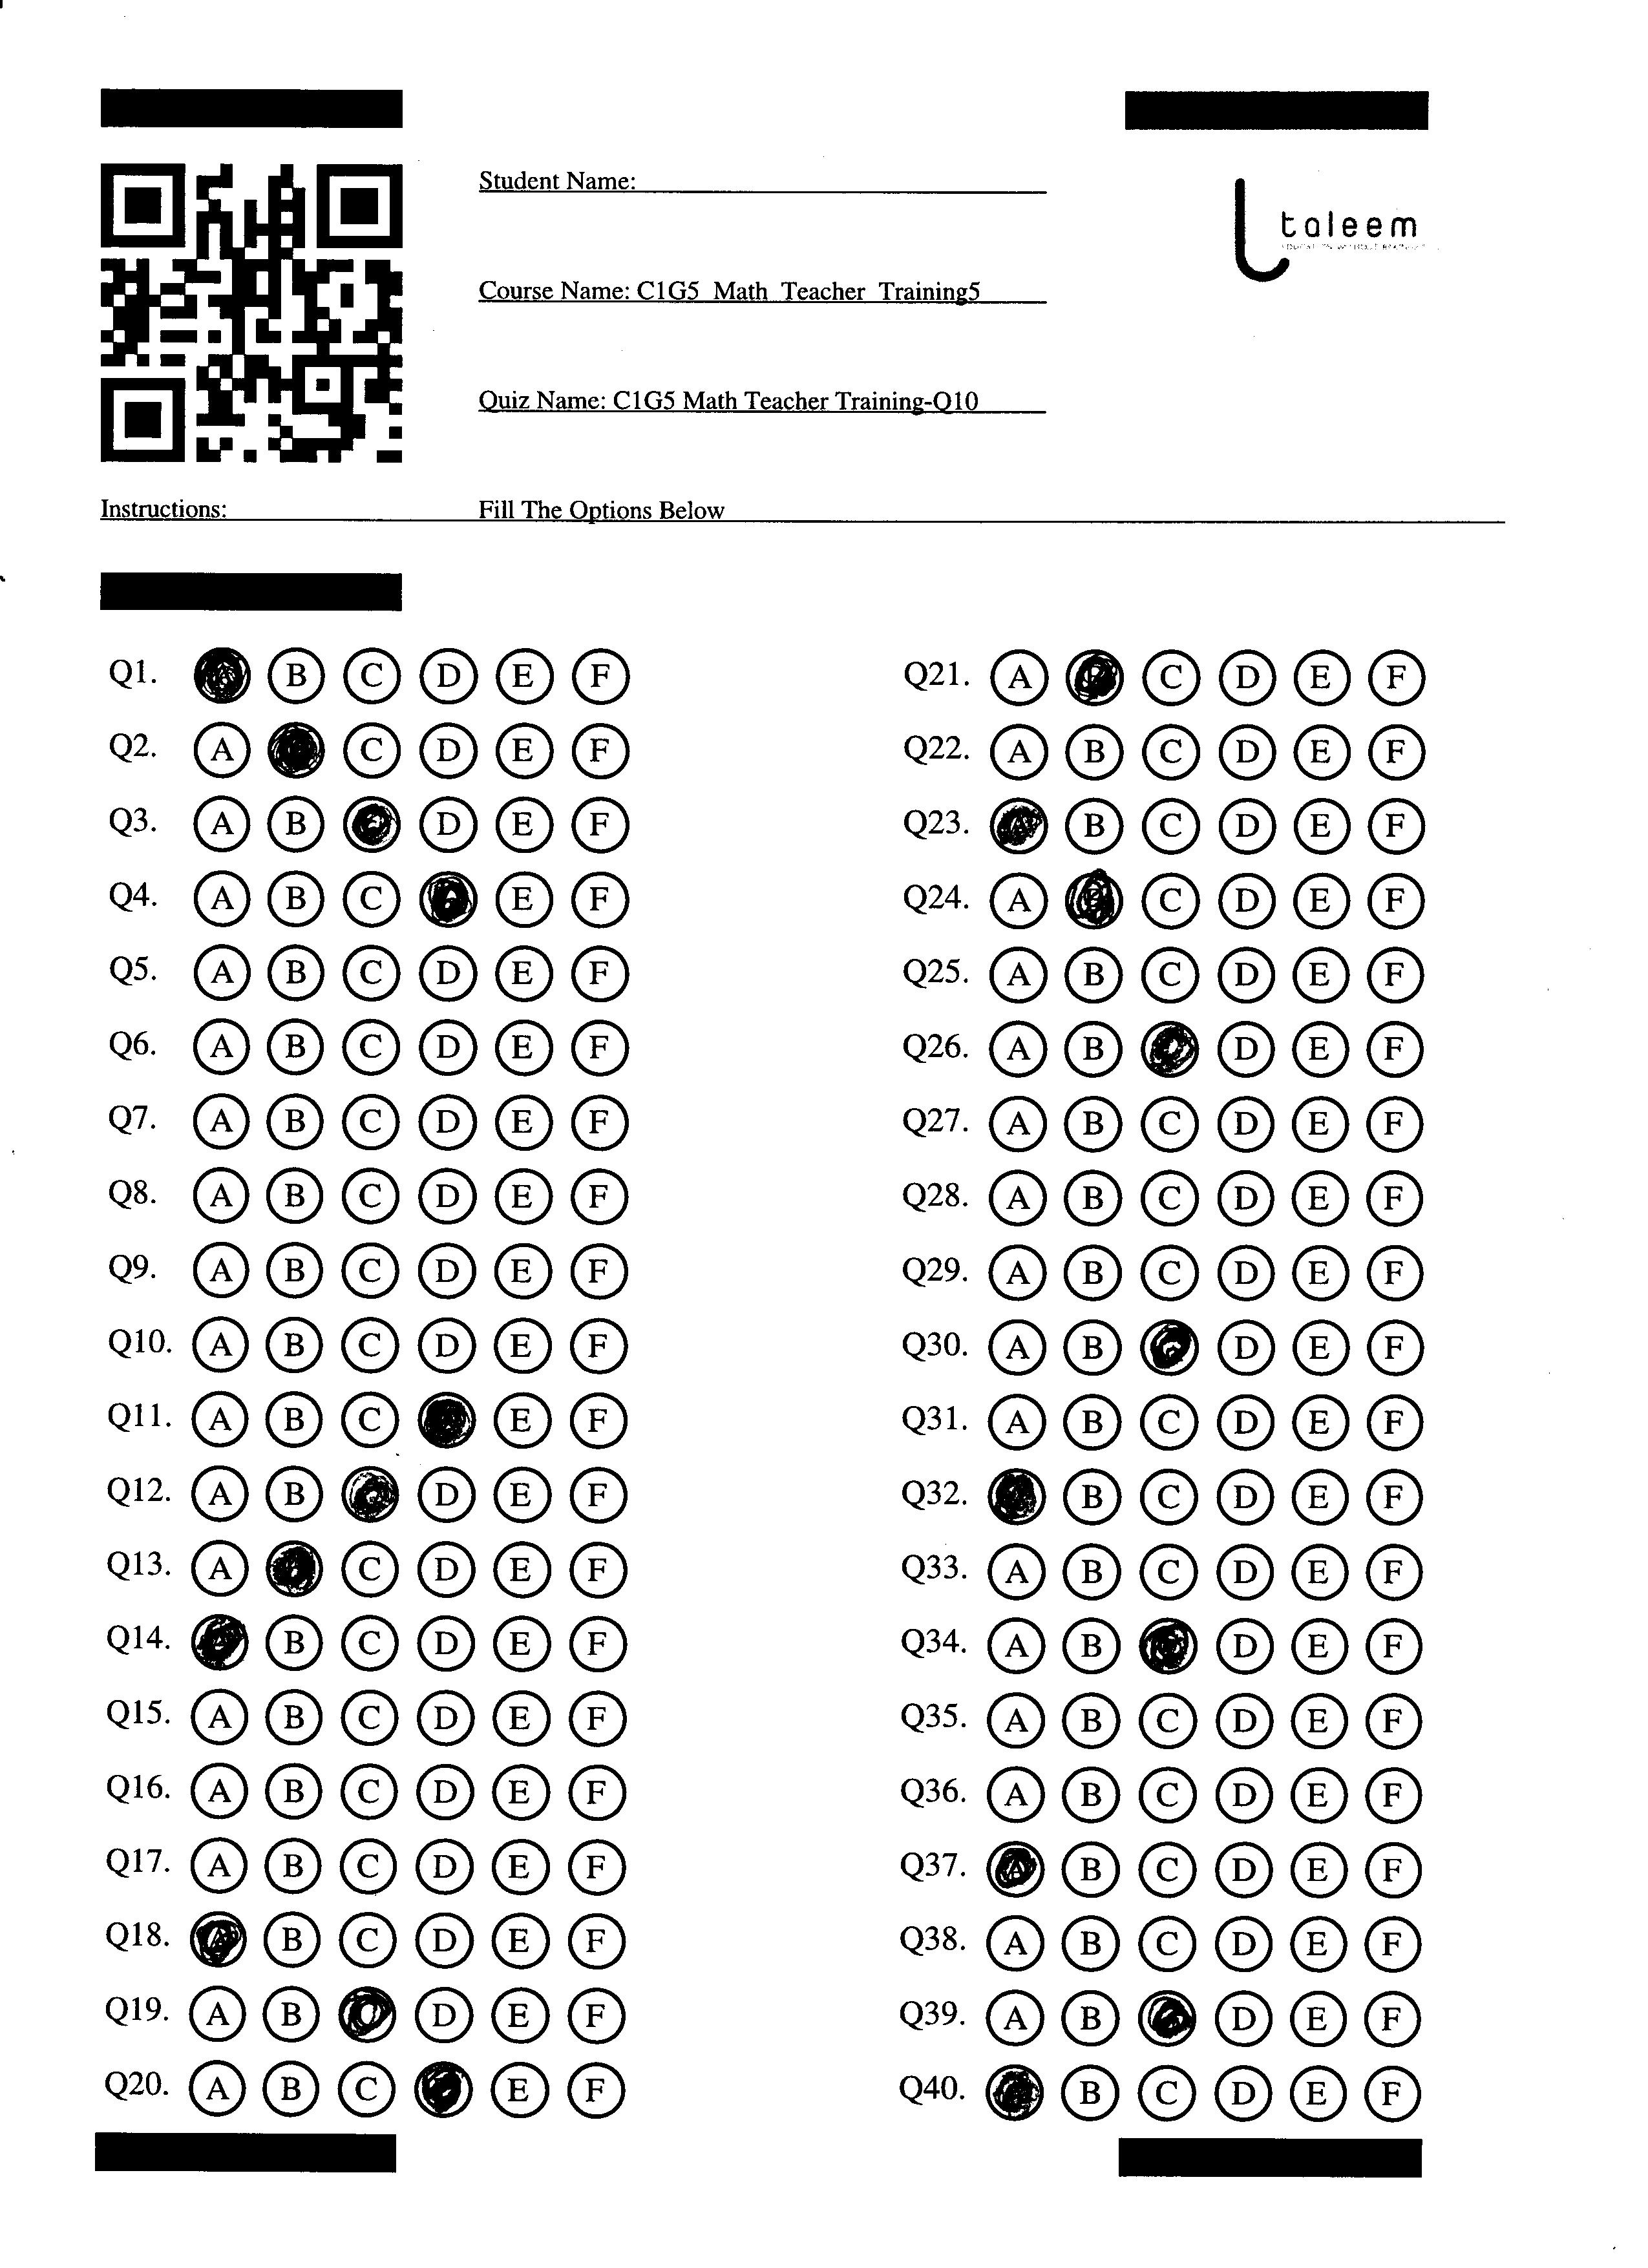 Student Name:
taleem
Course Name: C1G5 Math Teacher Training5
Quiz Name: C1G5 Math Teacher Training-Q10
Instructions: Fill The Options Below
Q1. B C D E F
Q2. A C D E F
Q3. A B D E F
Q4. A B C E F
Q5. A B C D E F
Q6. A B C D E F
Q7. A B C D E F
Q8. A B C D E F
Q9. A B C D E F
Q10. A B C D E F
Q11. A B C E F
Q12. A B D E F
Q13. A C D E F
Q14. B C D E F
Q15. A B C D E F
Q16. A B C D E F
Q17. A B C D E F
Q18. B C D E F
Q19. A B D E F
Q20. A B C E F
Q21. A C D E F
Q22. A B C D E F
Q23. B C D E F
Q24. A C D E F
Q25. A B C D E F
Q26. A B D E F
Q27. A B C D E F
Q28. A B C D E F
Q29. A B C D E F
Q30. A B D E F
Q31. A B C D E F
Q32. B C D E F
Q33. A B C D E F
Q34. A B D E F
Q35. A B C D E F
Q36. A B C D E F
Q37. B C D E F
Q38. A B C D E F
Q39. A B D E F
Q40. B C D E F